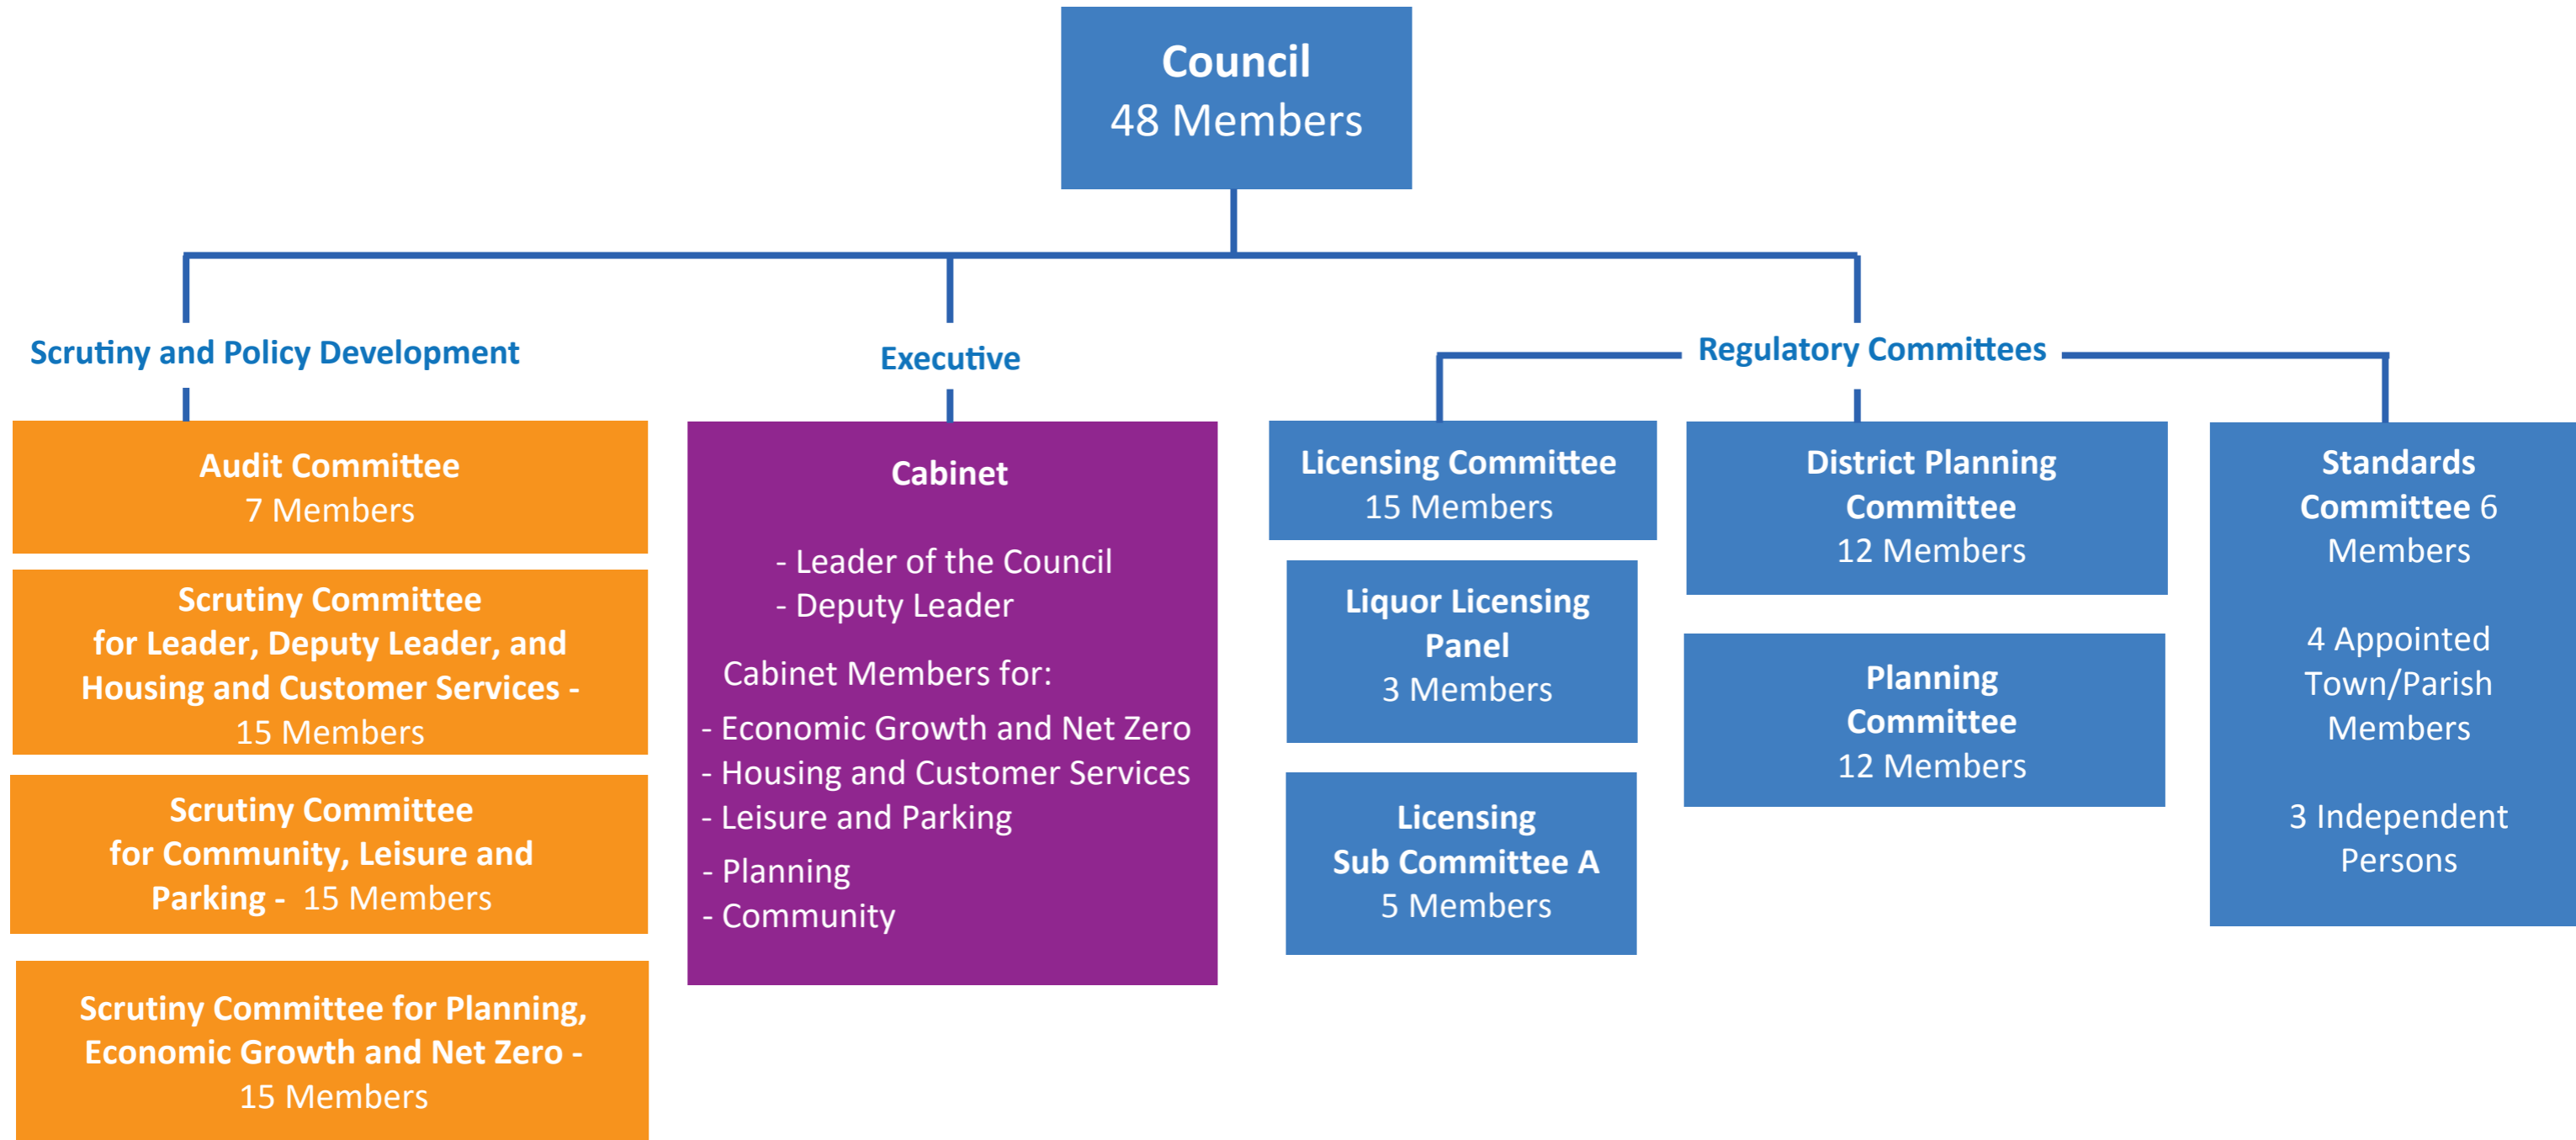 Council
48 Members
Scrutiny and Policy Development
Executive
Regulatory Committees
Audit Committee
7 Members
Scrutiny Committee
for Leader, Deputy Leader, and
Housing and Customer Services -
15 Members
Scrutiny Committee
for Community, Leisure and
Parking - 15 Members
Scrutiny Committee for Planning,
Economic Growth and Net Zero -
15 Members
Cabinet
- Leader of the Council
- Deputy Leader
Cabinet Members for:
- Economic Growth and Net Zero
- Housing and Customer Services
- Leisure and Parking
- Planning
- Community
Licensing Committee
15 Members
Liquor Licensing
Panel
3 Members
Licensing
Sub Committee A
5 Members
District Planning
Committee
12 Members
Planning
Committee
12 Members
Standards
Committee 6
Members
4 Appointed
Town/Parish
Members
3 Independent
Persons